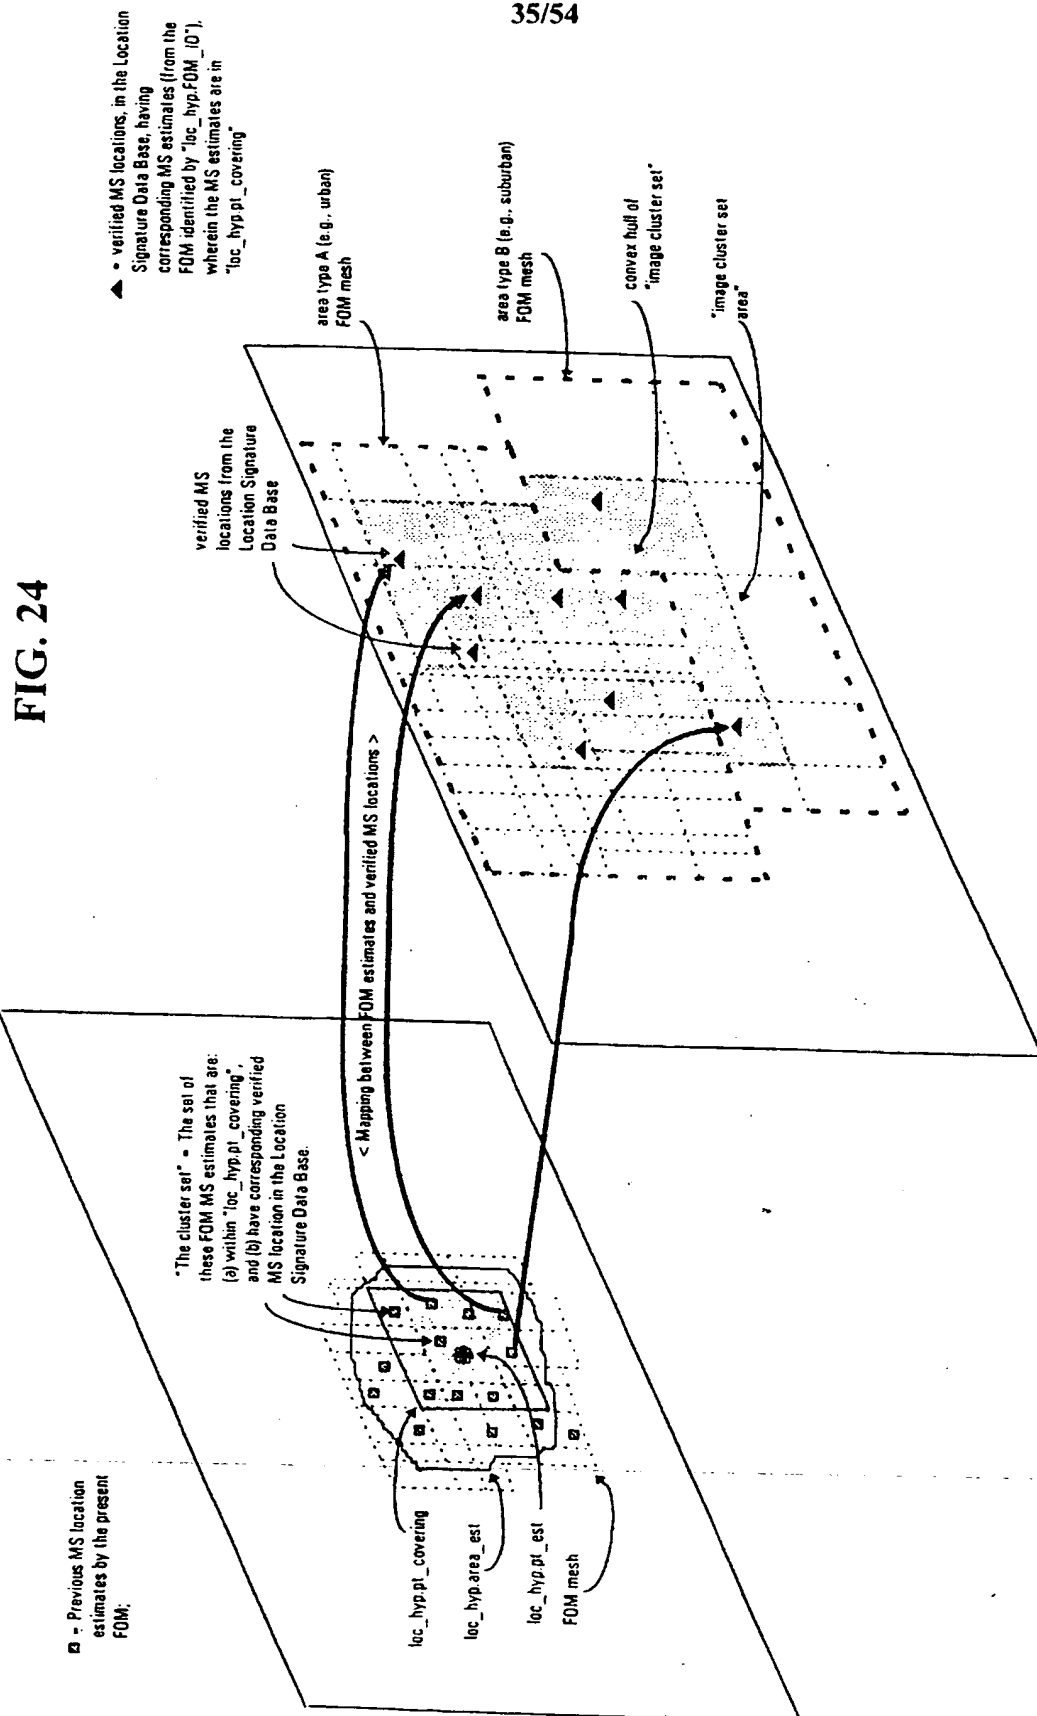 35/54
FIG. 24
◪ = Previous MS location
estimates by the present
FOM;
▲ = verified MS locations, in the Location
Signature Data Base, having
corresponding MS estimates (from the
FOM identified by "loc_hyp.FOM_ID"),
wherein the MS estimates are in
"loc_hyp.pt_covering"
"The cluster set" = The set of
these FOM MS estimates that are:
(a) within "loc_hyp.pt_covering",
and (b) have corresponding verified
MS location in the Location
Signature Data Base.
verified MS
locations from the
Location Signature
Data Base
area type A (e.g., urban)
FOM mesh
area type B (e.g., suburban)
FOM mesh
convex hull of
"image cluster set"
"image cluster set
area"
< Mapping between FOM estimates and verified MS locations >
loc_hyp.pt_covering
loc_hyp.area_est
loc_hyp.pt_est
FOM mesh